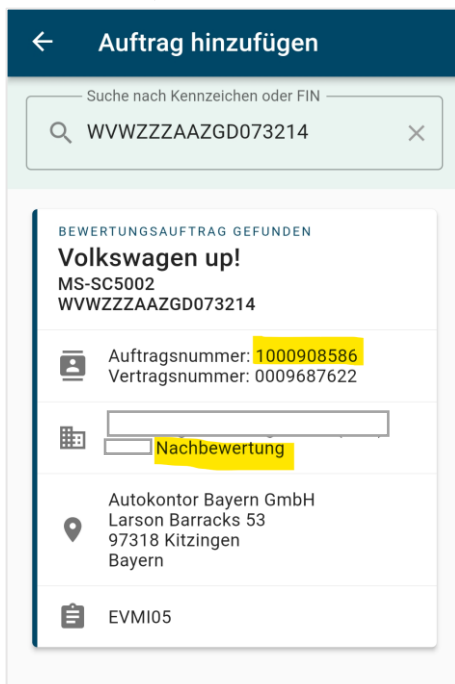 Auftrag hinzufügen
Suche nach Kennzeichen oder FIN
WVWZZZAAZGD073214
BEWERTUNGSAUFTRAG GEFUNDEN
Volkswagen up!
MS-SC5002
WVWZZZAAZGD073214
Auftragsnummer: 1000908586
Vertragsnummer: 0009687622
Nachbewertung
Autokontor Bayern GmbH
Larson Barracks 53
97318 Kitzingen
Bayern
EVMI05